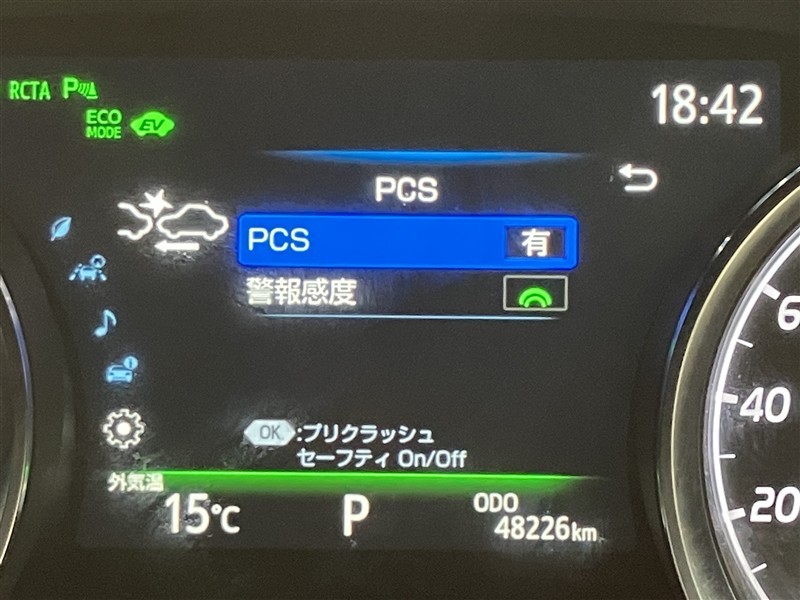 RCTA P
18:42
ECO
MODE EV
PCS
PCS 有
警報感度
OK :プリクラッシュ
セーフティ On/Off
外気温
15℃ P ODO
48226km
6
40
20